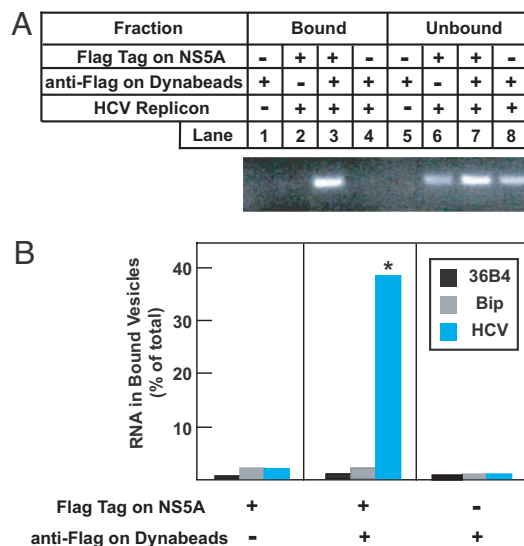 A
Fraction Bound Unbound
Flag Tag on NS5A - + + - - + + -
anti-Flag on Dynabeads + - + + + - + +
HCV Replicon - + + + - + + +
Lane 1 2 3 4 5 6 7 8
B
RNA in Bound Vesicles
(% of total)
40
30
20
10
*
36B4
Bip
HCV
Flag Tag on NS5A + + -
anti-Flag on Dynabeads - + +